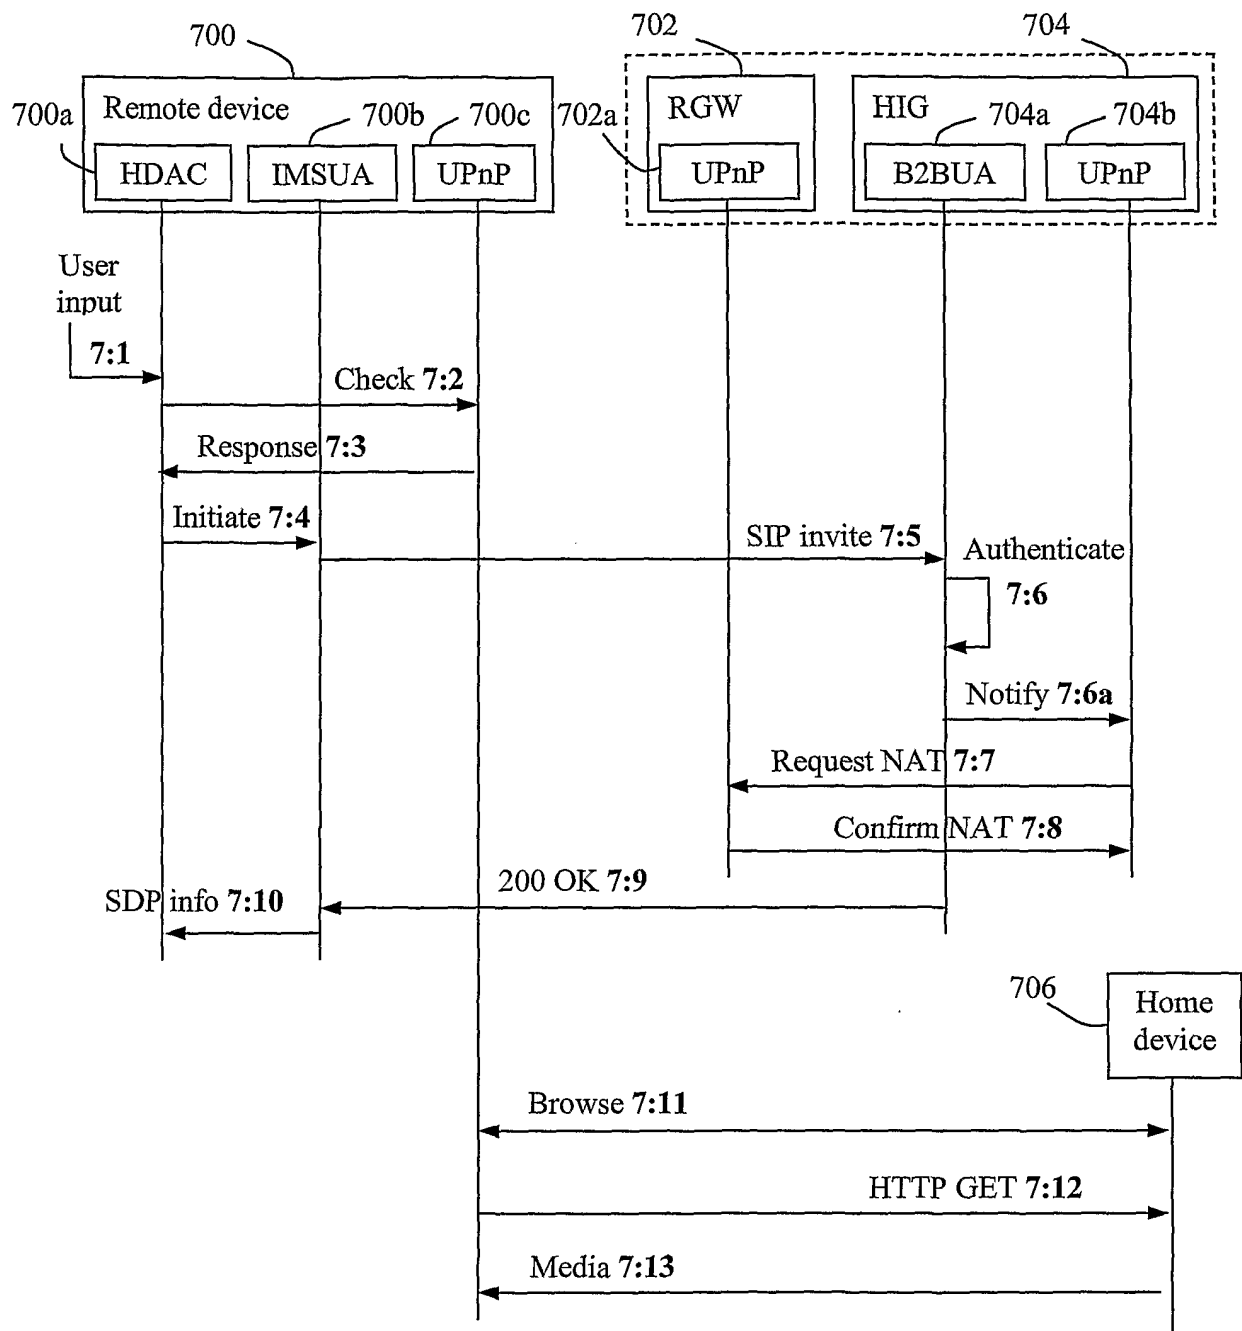 700
702
704
Remote device
RGW
HIG
700a
700b
700c
702a
704a
704b
HDAC
IMSUA
UPnP
UPnP
B2BUA
UPnP
User
input
7:1
Check 7:2
Response 7:3
Initiate 7:4
SIP invite 7:5
Authenticate
7:6
Notify 7:6a
Request NAT 7:7
Confirm NAT 7:8
200 OK 7:9
SDP info 7:10
706
Home
device
Browse 7:11
HTTP GET 7:12
Media 7:13